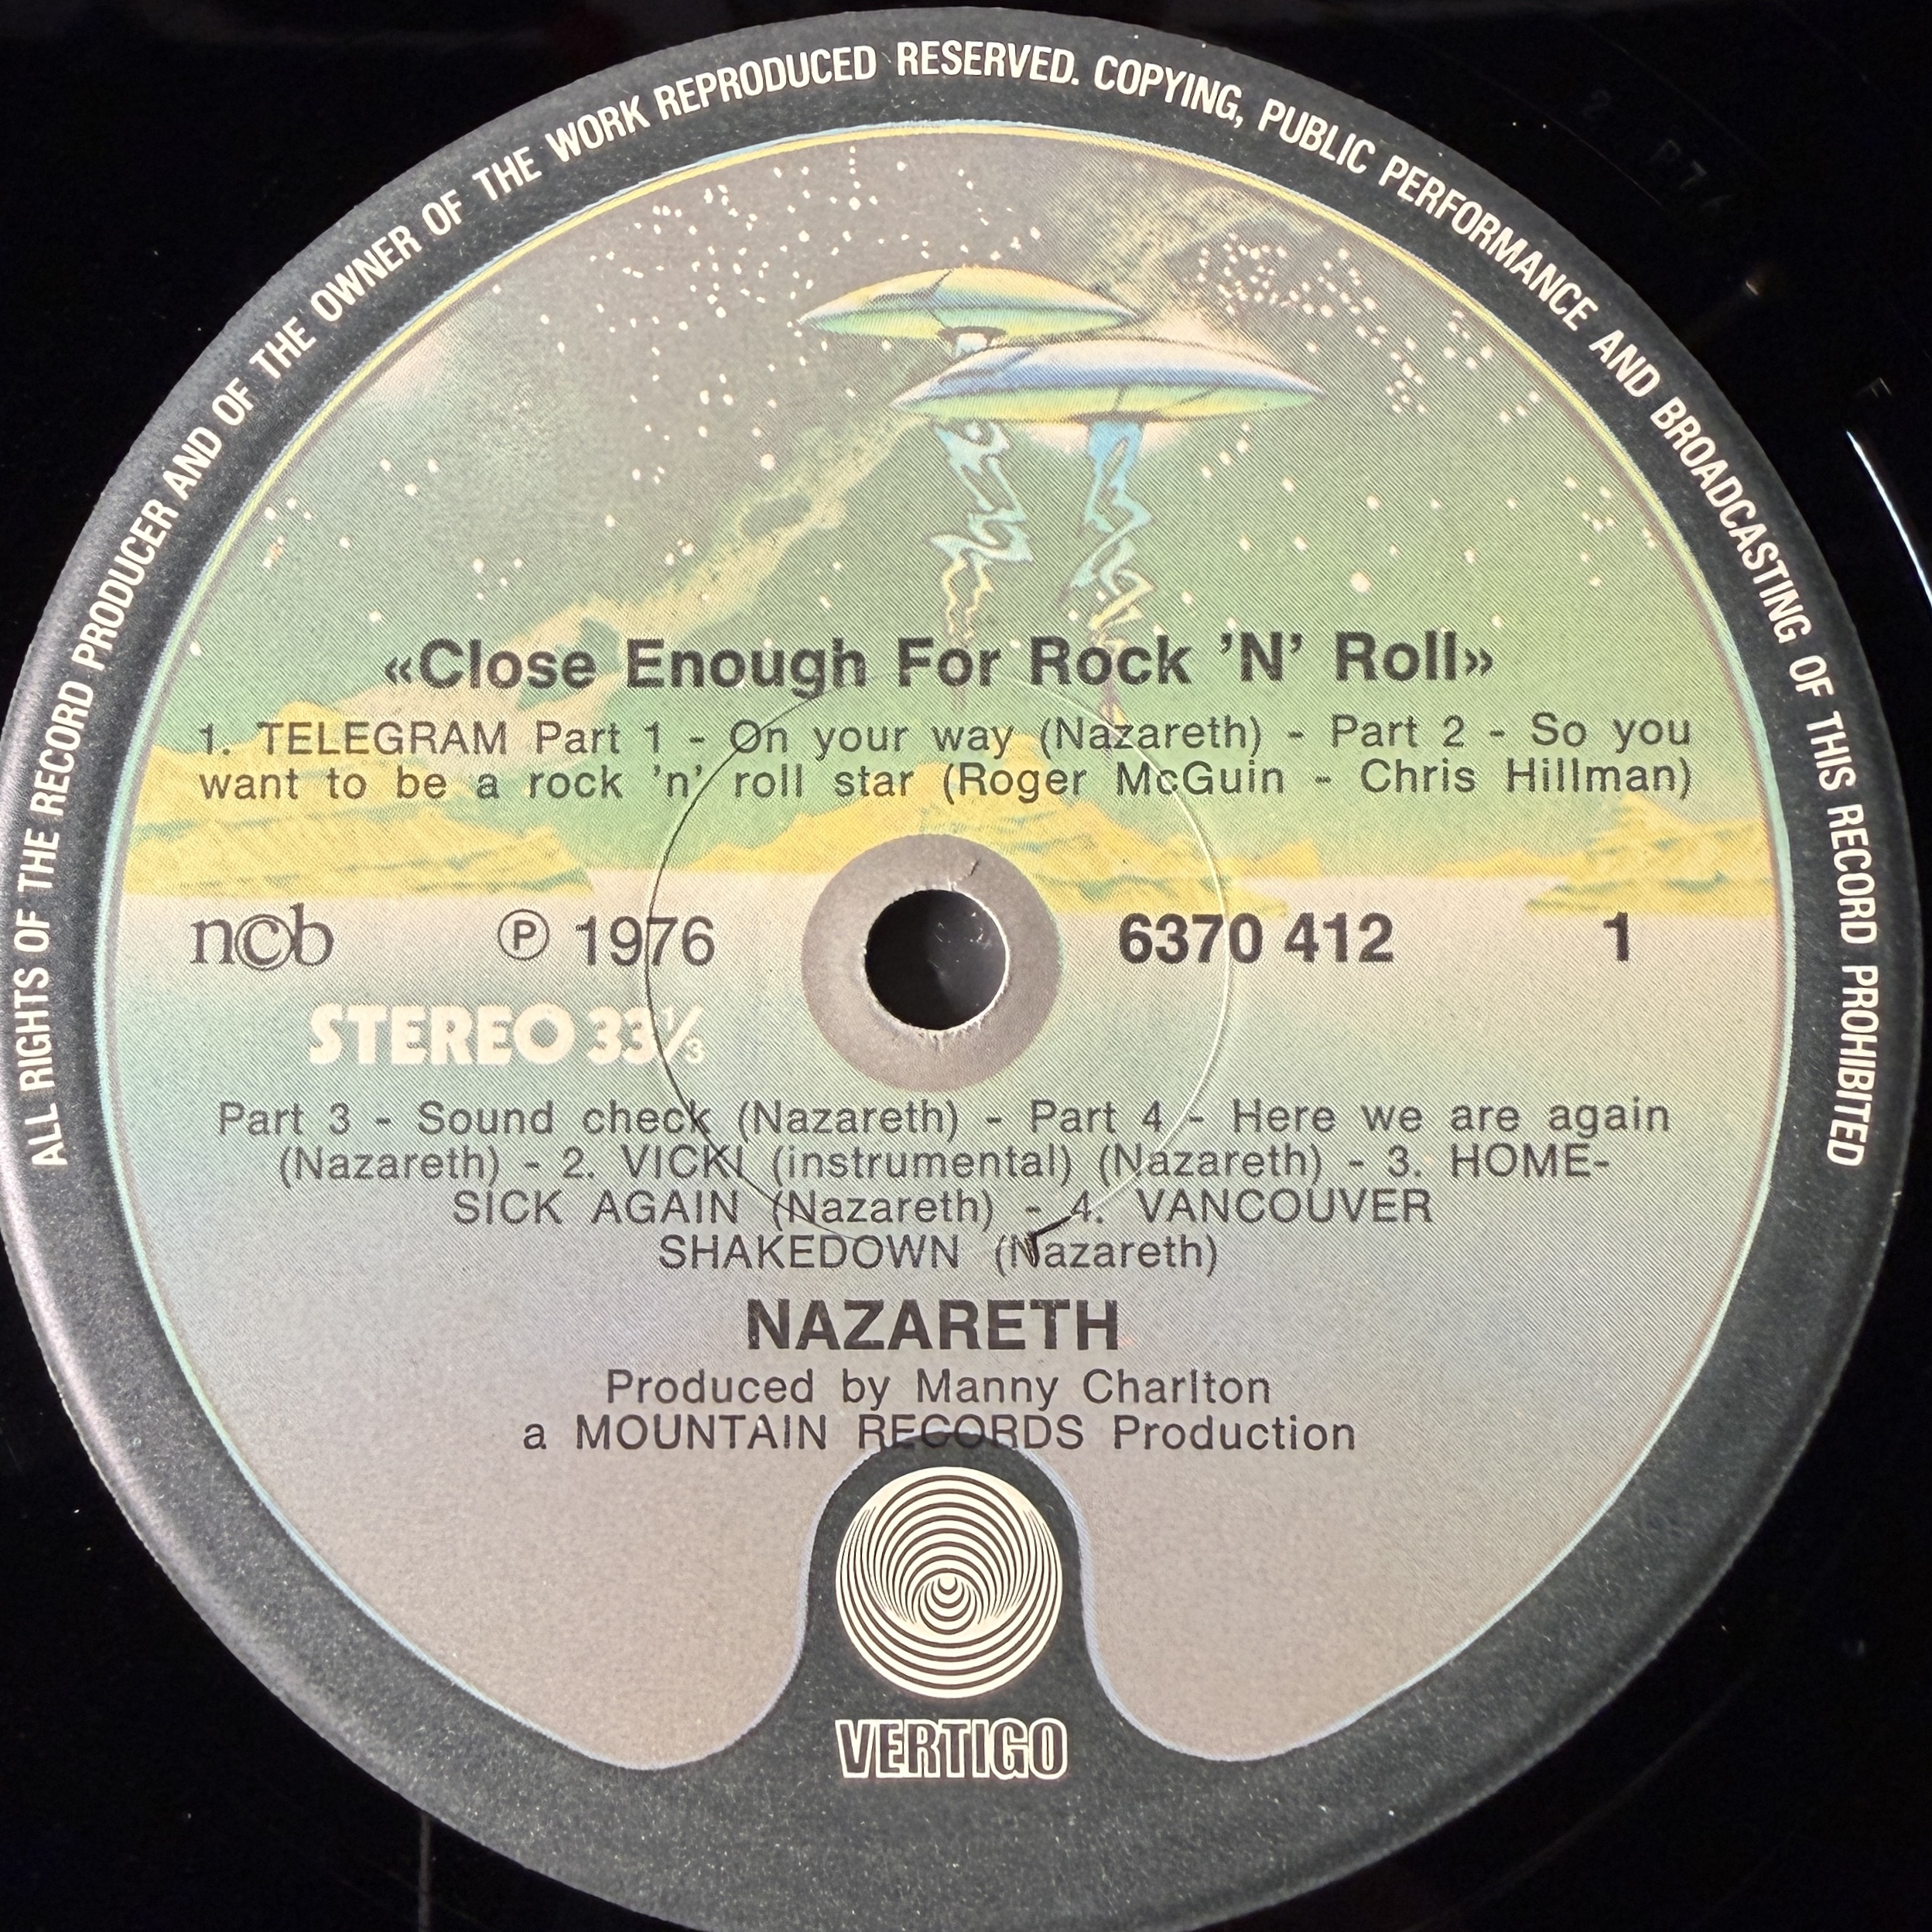 ALL RIGHTS OF THE RECORD PRODUCER AND OF THE OWNER OF THE WORK REPRODUCED RESERVED. COPYING, PUBLIC PERFORMANCE AND BROADCASTING OF THIS RECORD PROHIBITED
«Close Enough For Rock 'N' Roll»
1. TELEGRAM Part 1 - On your way (Nazareth) - Part 2 - So you
want to be a rock 'n' roll star (Roger McGuin - Chris Hillman)
n©b ℗ 1976 6370 412 1
STEREO 33⅓
Part 3 - Sound check (Nazareth) - Part 4 - Here we are again
(Nazareth) - 2. VICKI (instrumental) (Nazareth) - 3. HOME-
SICK AGAIN (Nazareth) - 4. VANCOUVER
SHAKEDOWN (Nazareth)
NAZARETH
Produced by Manny Charlton
a MOUNTAIN RECORDS Production
VERTIGO